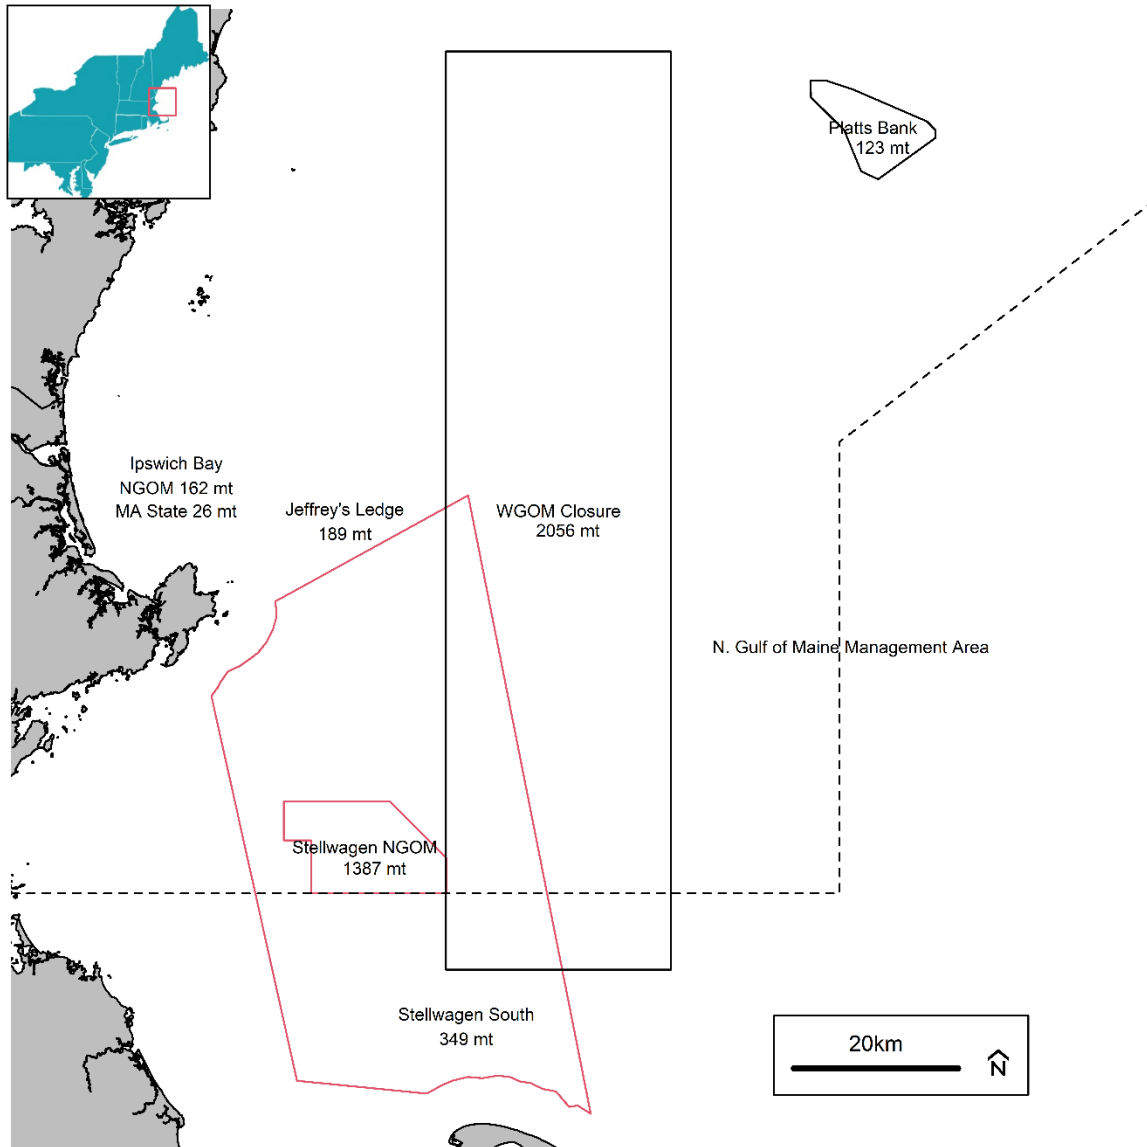 Platts Bank
123 mt
Ipswich Bay
NGOM 162 mt
MA State 26 mt
Jeffrey's Ledge
189 mt
WGOM Closure
2056 mt
N. Gulf of Maine Management Area
Stellwagen NGOM
1387 mt
Stellwagen South
349 mt
20km
N